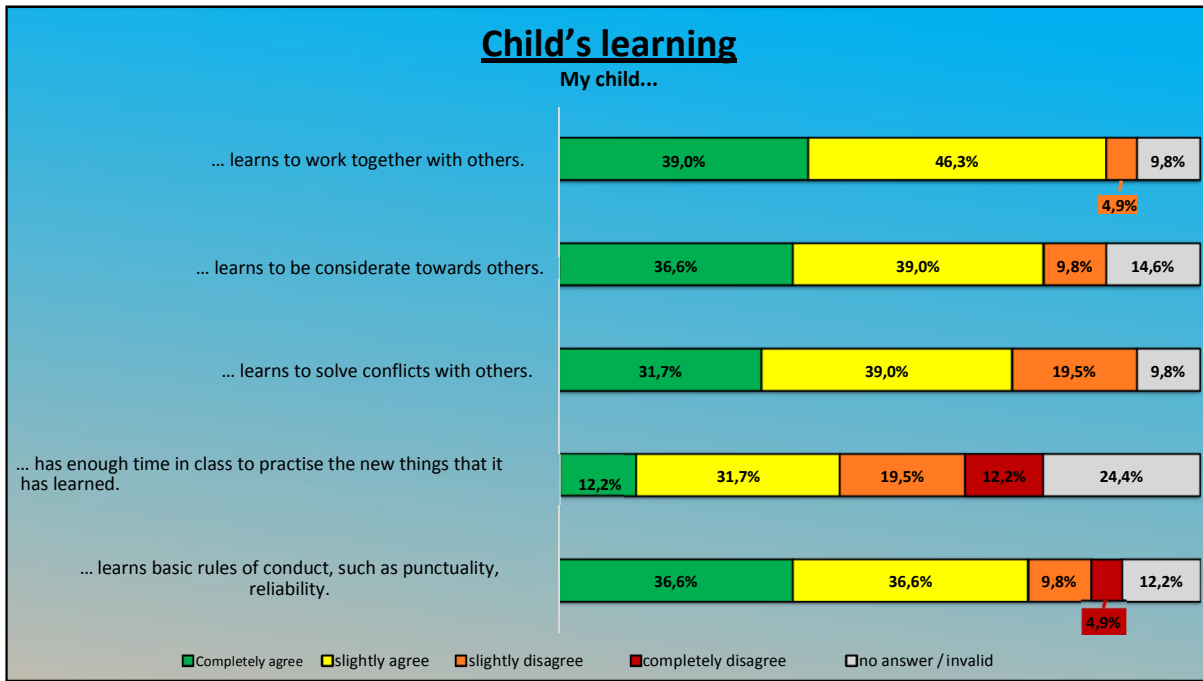 Child's learning
My child...
... learns to work together with others.
39,0% 46,3% 9,8%
4,9%
... learns to be considerate towards others.
36,6% 39,0% 9,8% 14,6%
... learns to solve conflicts with others.
31,7% 39,0% 19,5% 9,8%
... has enough time in class to practise the new things that it
has learned.
12,2% 31,7% 19,5% 12,2% 24,4%
... learns basic rules of conduct, such as punctuality,
reliability.
36,6% 36,6% 9,8% 12,2%
4,9%
Completely agree slightly agree slightly disagree completely disagree no answer / invalid